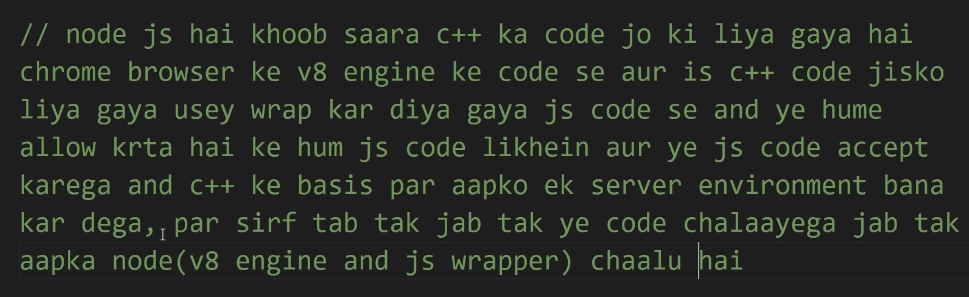 // node js hai khoob saara c++ ka code jo ki liya gaya hai
chrome browser ke v8 engine ke code se aur is c++ code jisko
liya gaya usey wrap kar diya gaya js code se and ye hume
allow krta hai ke hum js code likhein aur ye js code accept
karega and c++ ke basis par aapko ek server environment bana
kar dega, par sirf tab tak jab tak ye code chalaayega jab tak
aapka node(v8 engine and js wrapper) chaalu hai